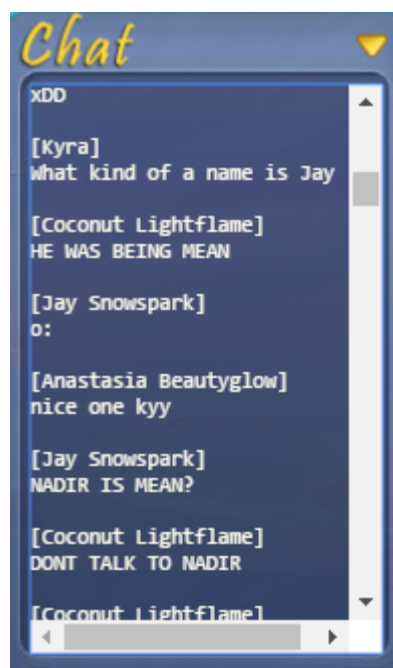 Chat
xDD
[Kyra]
What kind of a name is Jay
[Coconut Lightflame]
HE WAS BEING MEAN
[Jay Snowspark]
o:
[Anastasia Beautyglow]
nice one kyy
[Jay Snowspark]
NADIR IS MEAN?
[Coconut Lightflame]
DONT TALK TO NADIR
[Coconut Lightflame]